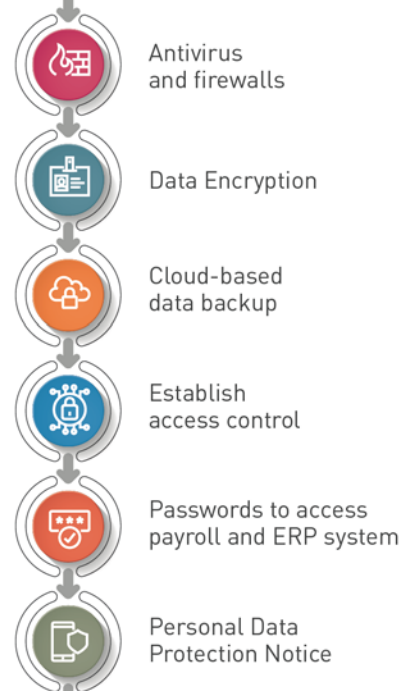 Antivirus
and firewalls
Data Encryption
Cloud-based
data backup
Establish
access control
Passwords to access
payroll and ERP system
Personal Data
Protection Notice